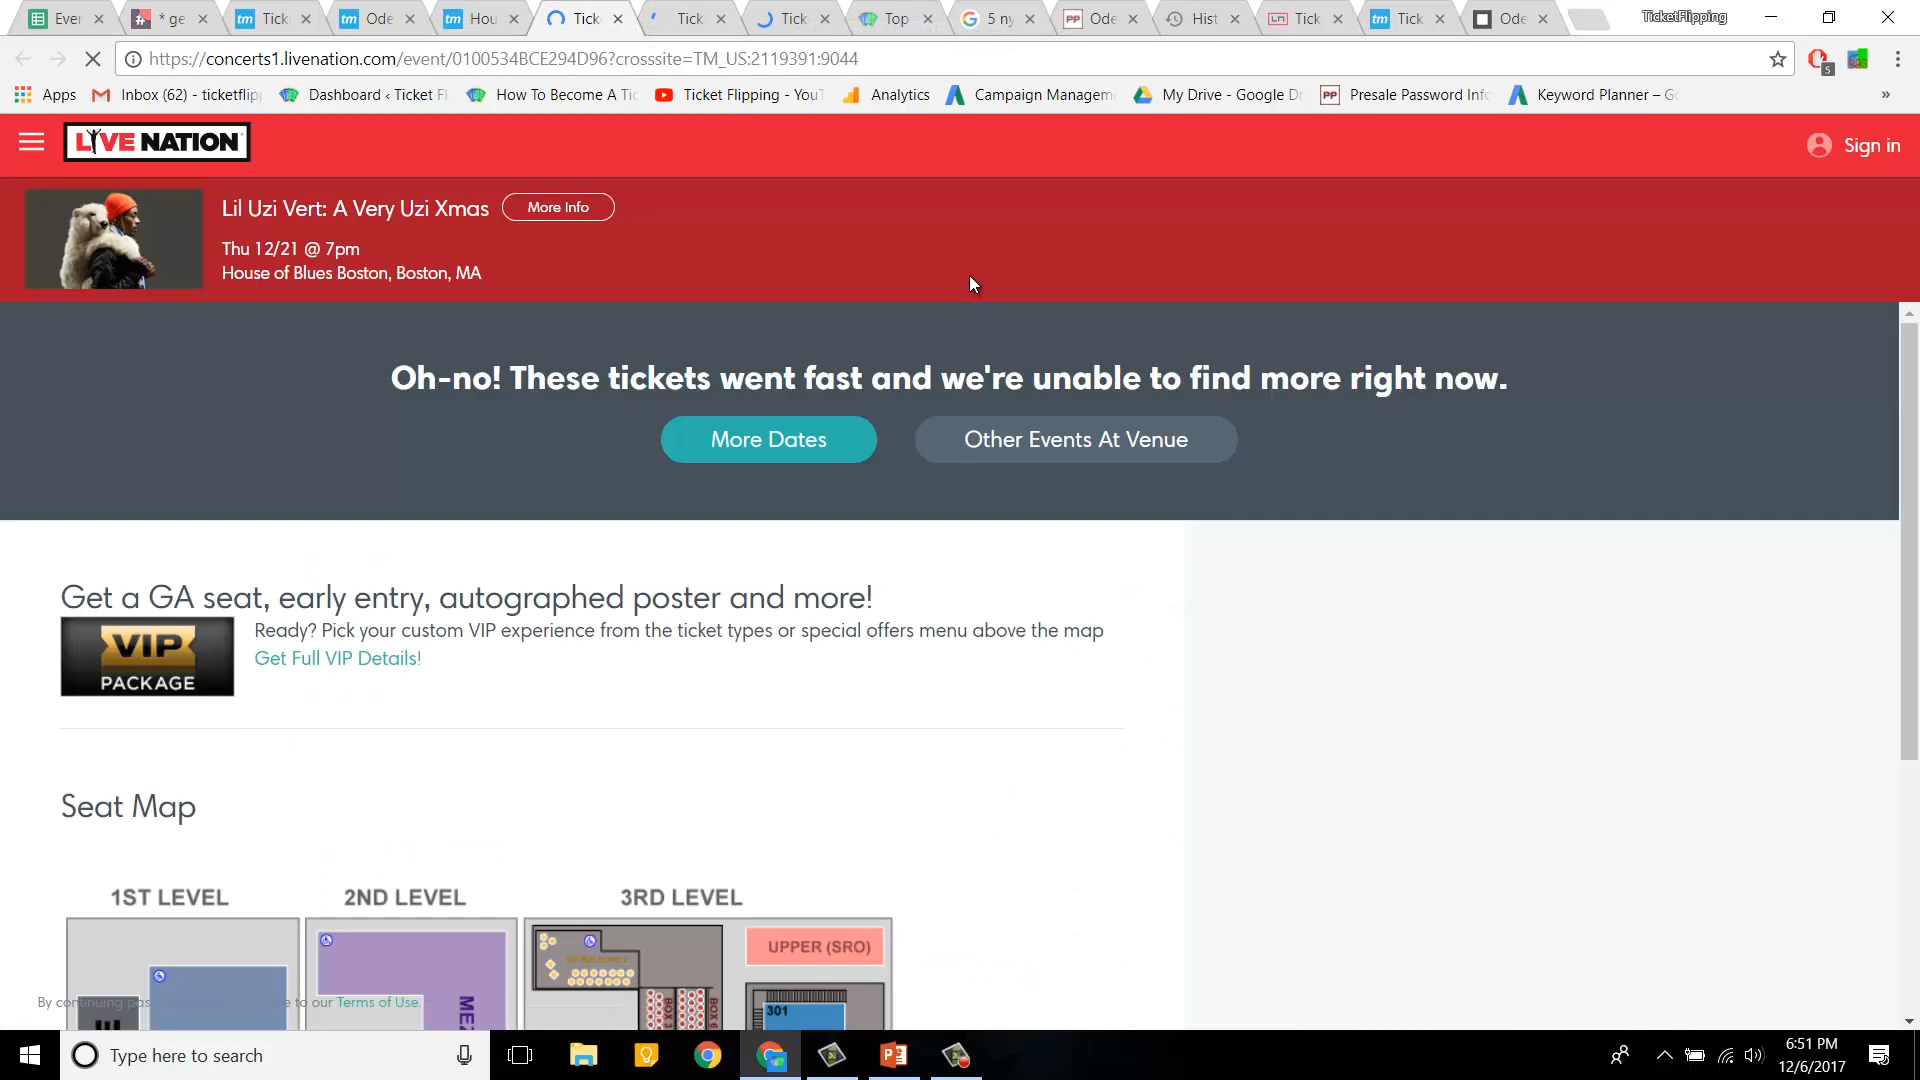 Ever
* ge
Tick
Ode
Hou
Tick
Tick
Tick
Top
5 ny
Ode
Hist
Tick
Tick
Ode
TicketFlipping
https://concerts1.livenation.com/event/0100534BCE294D96?crosssite=TM_US:2119391:9044
5
Apps
Inbox (62) - ticketflip
Dashboard ‹ Ticket Fl
How To Become A Tic
Ticket Flipping - YouT
Analytics
Campaign Managem
My Drive - Google Dr
PP Presale Password Info
Keyword Planner – Go
»
LIVE NATION
Sign in
Lil Uzi Vert: A Very Uzi Xmas
More Info
Thu 12/21 @ 7pm
House of Blues Boston, Boston, MA
Oh-no! These tickets went fast and we're unable to find more right now.
More Dates
Other Events At Venue
Get a GA seat, early entry, autographed poster and more!
VIP
PACKAGE
Ready? Pick your custom VIP experience from the ticket types or special offers menu above the map
Get Full VIP Details!
Seat Map
1ST LEVEL
2ND LEVEL
3RD LEVEL
UPPER (SRO)
MEZ
301
By continuing pas
e to our Terms of Use.
Type here to search
6:51 PM
12/6/2017